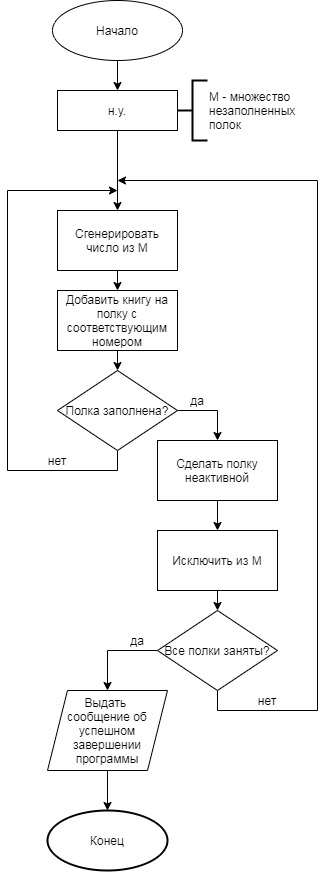 Начало
н.у.
M - множество
незаполненных
полок
Сгенерировать
число из M
Добавить книгу на
полку с
соответствующим
номером
Полка заполнена?
да
нет
Сделать полку
неактивной
Исключить из M
Все полки заняты?
да
нет
Выдать
сообщение об
успешном
завершении
программы
Конец